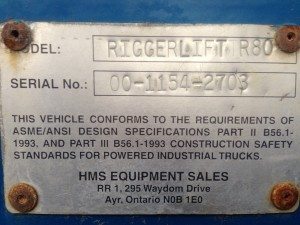 MODEL: RIGGERLIFT R80
SERIAL No.: 00-1154-2703
THIS VEHICLE CONFORMS TO THE REQUIREMENTS OF
ASME/ANSI DESIGN SPECIFICATIONS PART II B56.1-
1993, AND PART III B56.1-1993 CONSTRUCTION SAFETY
STANDARDS FOR POWERED INDUSTRIAL TRUCKS.
HMS EQUIPMENT SALES
RR 1, 295 Waydom Drive
Ayr, Ontario N0B 1E0